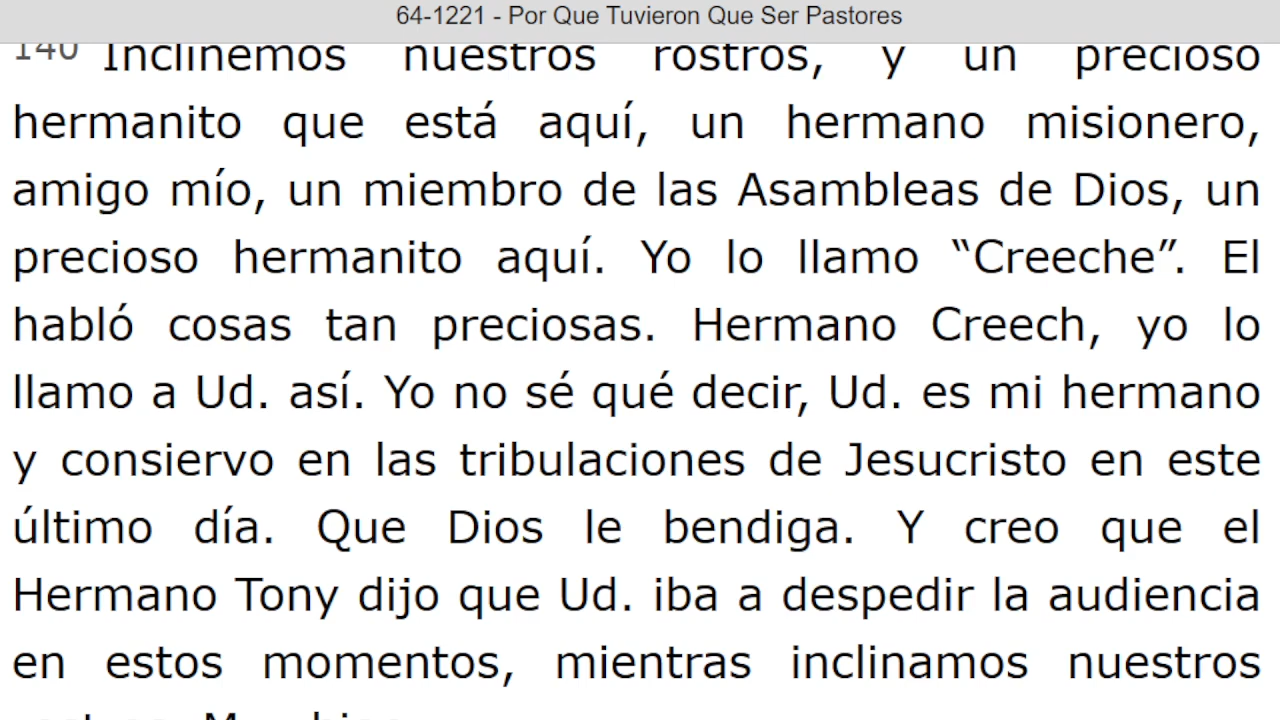 64-1221 - Por Que Tuvieron Que Ser Pastores
140 Inclinemos nuestros rostros, y un precioso
hermanito que está aquí, un hermano misionero,
amigo mío, un miembro de las Asambleas de Dios, un
precioso hermanito aquí. Yo lo llamo “Creeche”. El
habló cosas tan preciosas. Hermano Creech, yo lo
llamo a Ud. así. Yo no sé qué decir, Ud. es mi hermano
y consiervo en las tribulaciones de Jesucristo en este
último día. Que Dios le bendiga. Y creo que el
Hermano Tony dijo que Ud. iba a despedir la audiencia
en estos momentos, mientras inclinamos nuestros